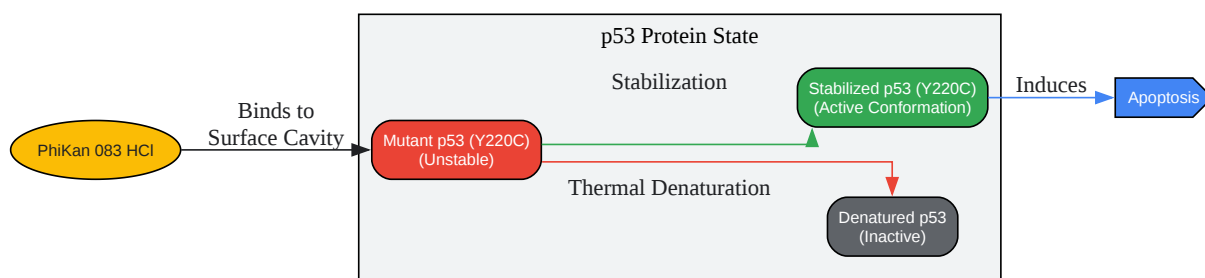 p53 Protein State
PhiKan 083 HCl
Binds to
Surface Cavity
Mutant p53 (Y220C)
(Unstable)
Stabilization
Thermal Denaturation
Stabilized p53 (Y220C)
(Active Conformation)
Denatured p53
(Inactive)
Induces
Apoptosis